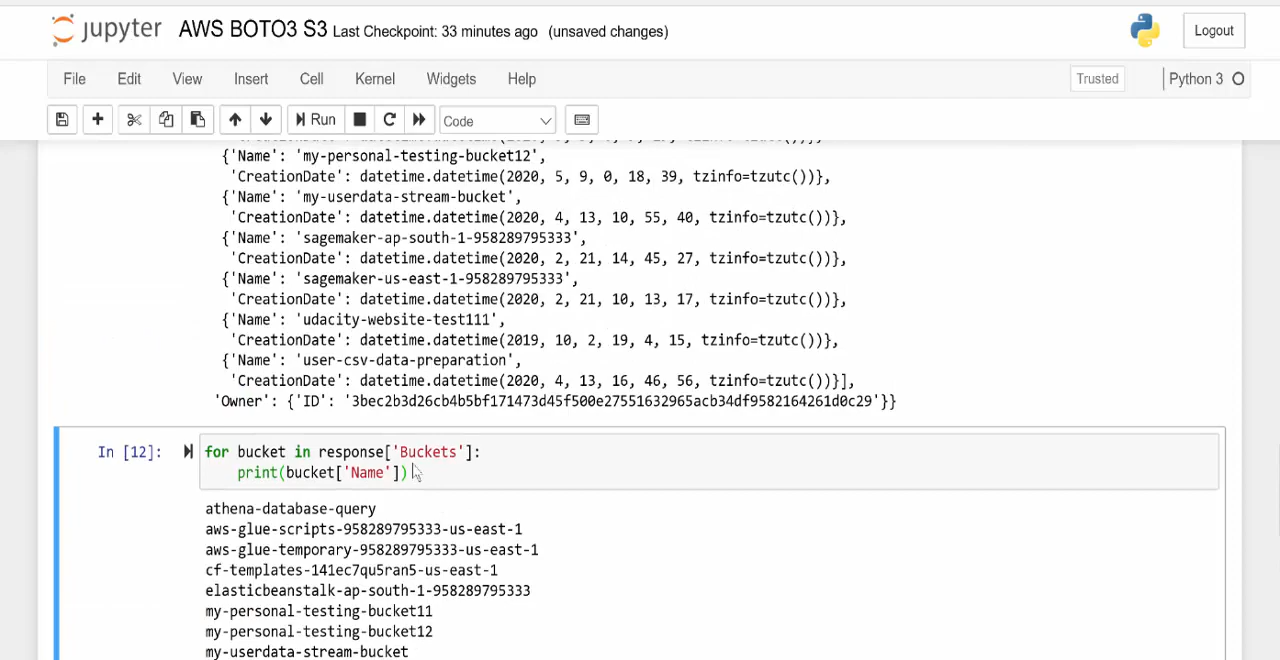 jupyter AWS BOTO3 S3 Last Checkpoint: 33 minutes ago (unsaved changes) Logout
File Edit View Insert Cell Kernel Widgets Help Trusted Python 3
Run Code
{'Name': 'my-personal-testing-bucket12',
'CreationDate': datetime.datetime(2020, 5, 9, 0, 18, 39, tzinfo=tzutc())},
{'Name': 'my-userdata-stream-bucket',
'CreationDate': datetime.datetime(2020, 4, 13, 10, 55, 40, tzinfo=tzutc())},
{'Name': 'sagemaker-ap-south-1-958289795333',
'CreationDate': datetime.datetime(2020, 2, 21, 14, 45, 27, tzinfo=tzutc())},
{'Name': 'sagemaker-us-east-1-958289795333',
'CreationDate': datetime.datetime(2020, 2, 21, 10, 13, 17, tzinfo=tzutc())},
{'Name': 'udacity-website-test111',
'CreationDate': datetime.datetime(2019, 10, 2, 19, 4, 15, tzinfo=tzutc())},
{'Name': 'user-csv-data-preparation',
'CreationDate': datetime.datetime(2020, 4, 13, 16, 46, 56, tzinfo=tzutc())}],
'Owner': {'ID': '3bec2b3d26cb4b5bf171473d45f500e27551632965acb34df9582164261d0c29'}}
In [12]: for bucket in response['Buckets']:
print(bucket['Name'])
athena-database-query
aws-glue-scripts-958289795333-us-east-1
aws-glue-temporary-958289795333-us-east-1
cf-templates-141ec7qu5ran5-us-east-1
elasticbeanstalk-ap-south-1-958289795333
my-personal-testing-bucket11
my-personal-testing-bucket12
my-userdata-stream-bucket